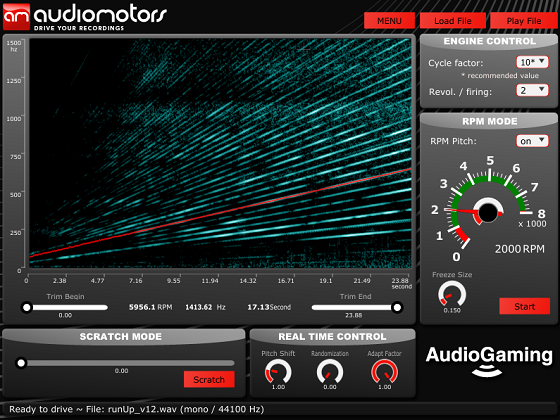 am audiomotors
DRIVE YOUR RECORDINGS
MENU
Load File
Play File
1500
hz
1250
1000
750
500
250
0
0
2.38
4.77
7.16
9.55
11.94
14.32
16.71
19.1
21.49
23.88
second
Trim Begin
0.00
5956.1 RPM
1413.62 Hz
17.13 Second
Trim End
23.88
ENGINE CONTROL
Cycle factor:
10*
* recommended value
Revol. / firing:
2
RPM MODE
RPM Pitch:
on
0
1
2
3
4
5
6
7
8
x 1000
2000 RPM
Freeze Size
0.150
Start
SCRATCH MODE
0.00
Scratch
REAL TIME CONTROL
Pitch Shift
Randomization
Adapt Factor
1.00
0.00
1.00
AudioGaming
Ready to drive ~ File: runUp_v12.wav (mono / 44100 Hz)